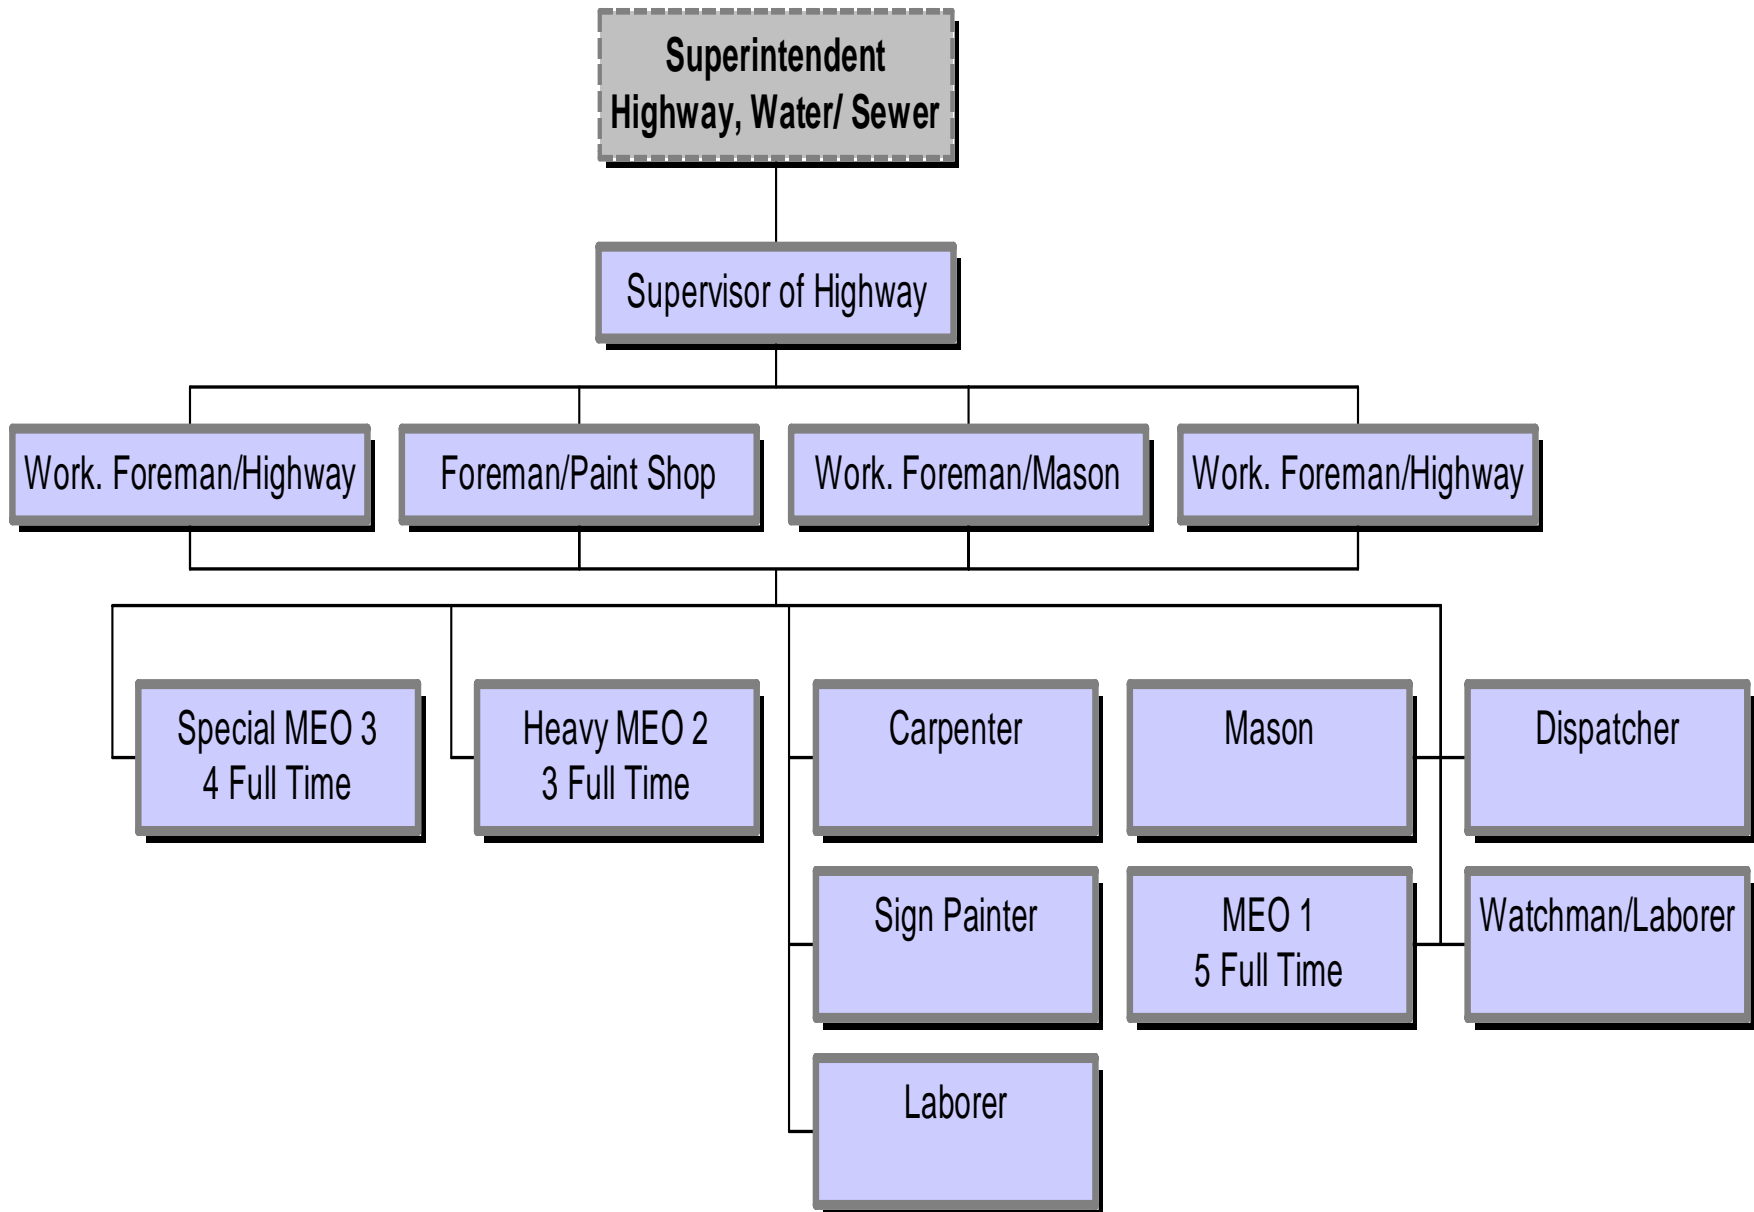 Superintendent
Highway, Water/ Sewer
Supervisor of Highway
Work. Foreman/Highway
Foreman/Paint Shop
Work. Foreman/Mason
Work. Foreman/Highway
Special MEO 3
4 Full Time
Heavy MEO 2
3 Full Time
Carpenter
Mason
Dispatcher
Sign Painter
MEO 1
5 Full Time
Watchman/Laborer
Laborer